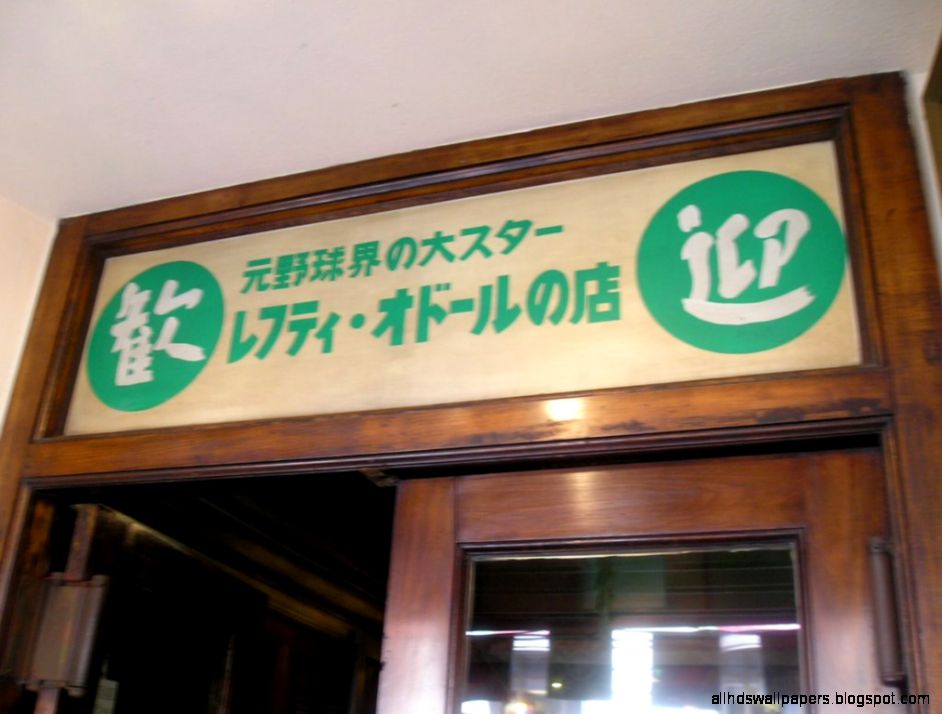 歓
元野球界の大スター
レフティ・オドールの店
迎
allhdswallpapers.blogspot.com